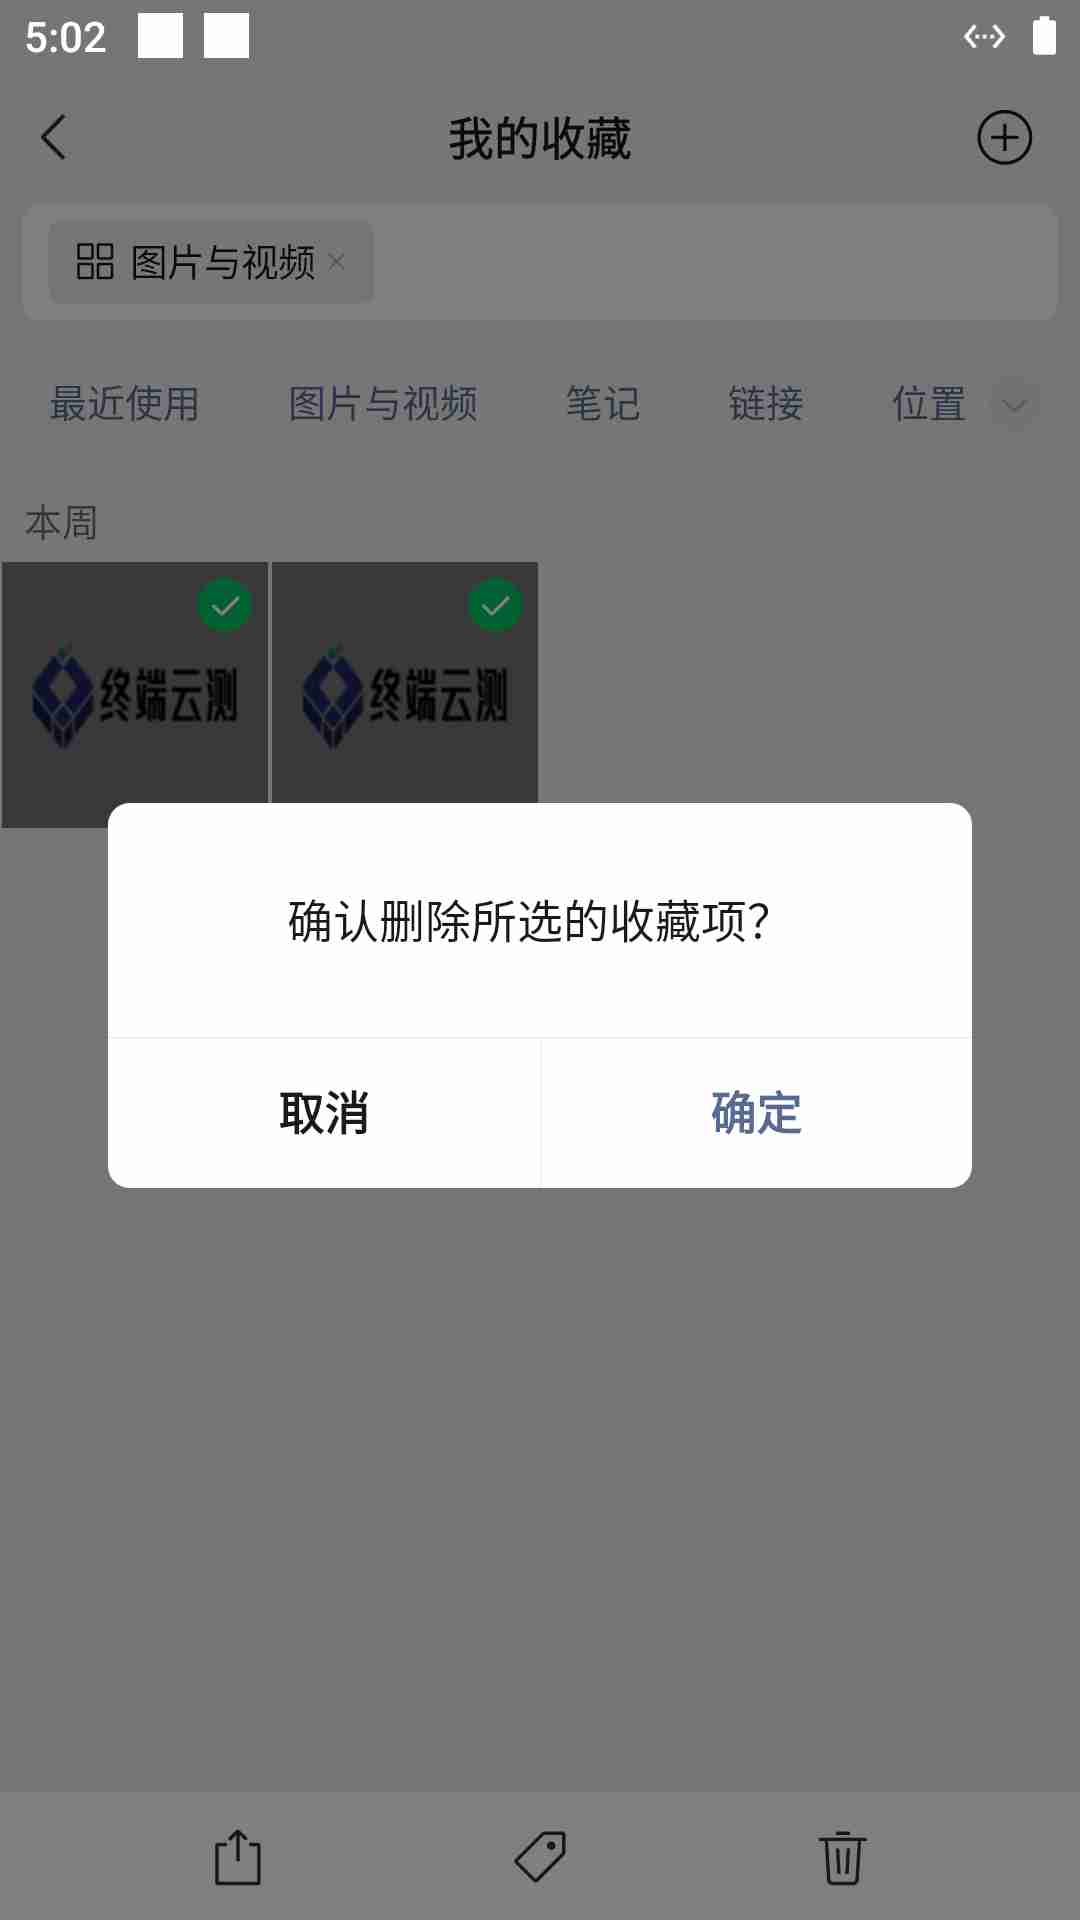 5:02
我的收藏
图片与视频
最近使用 图片与视频 笔记 链接 位置
本周
终端云测 终端云测
确认删除所选的收藏项?
取消 确定